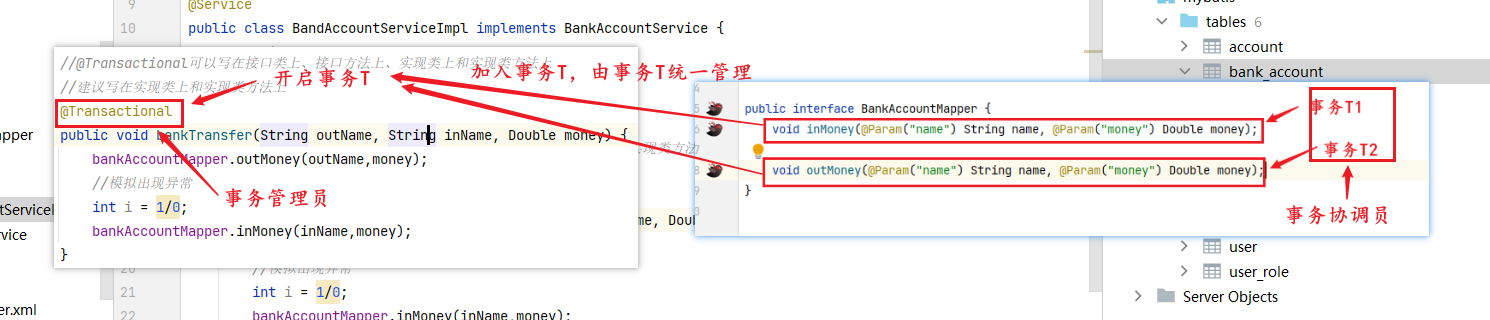 9 @Service
10 public class BandAccountServiceImpl implements BankAccountService {
//@Transactional可以写在接口类上、接口方法上、实现类上和实现类方法上
//建议写在实现类上和实现类方法上
@Transactional
public void bankTransfer(String outName, String inName, Double money) {
bankAccountMapper.outMoney(outName,money);
//模拟出现异常
int i = 1/0;
bankAccountMapper.inMoney(inName,money);
}
开启事务T
加入事务T，由事务T统一管理
事务管理员
现类方法
me, Doub
20 //模拟出现异常
21 int i = 1/0;
22 bankAccountMapper.inMoney(inName,money);
apper
tServiceI
rvice
er.xml
public interface BankAccountMapper {
void inMoney(@Param("name") String name, @Param("money") Double money);
void outMoney(@Param("name") String name, @Param("money") Double money);
}
事务T1
事务T2
事务协调员
mybatis
tables 6
account
bank_account
user
user_role
Server Objects